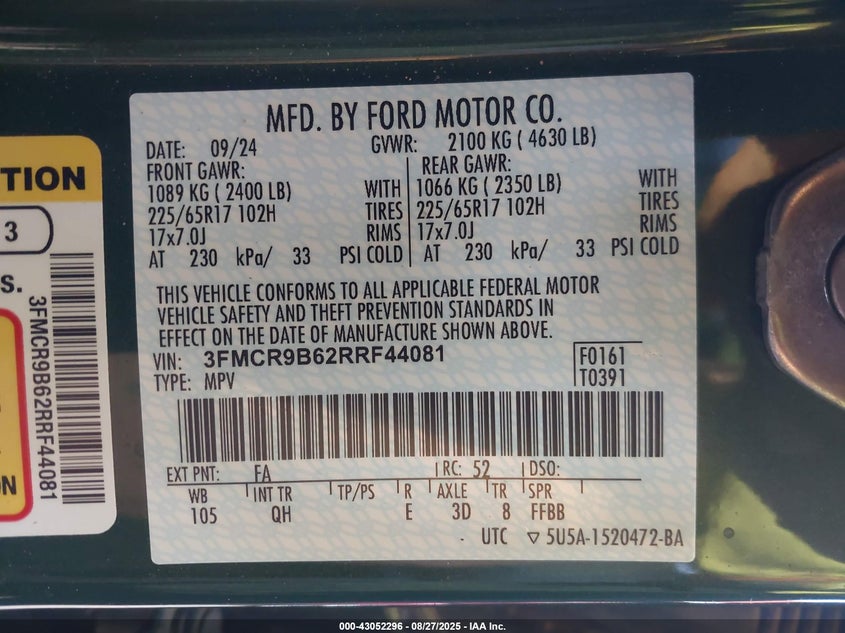 MFD. BY FORD MOTOR CO.
DATE: 09/24 GVWR: 2100 KG ( 4630 LB)
FRONT GAWR: REAR GAWR:
1089 KG ( 2400 LB) WITH 1066 KG ( 2350 LB) WITH
225/65R17 102H TIRES 225/65R17 102H TIRES
17x7.0J RIMS 17x7.0J RIMS
AT 230 kPa/ 33 PSI COLD AT 230 kPa/ 33 PSI COLD
THIS VEHICLE CONFORMS TO ALL APPLICABLE FEDERAL MOTOR
VEHICLE SAFETY AND THEFT PREVENTION STANDARDS IN
EFFECT ON THE DATE OF MANUFACTURE SHOWN ABOVE.
VIN: 3FMCR9B62RRF44081 F0161
TYPE: MPV T0391
EXT PNT: FA RC: 52 DSO:
WB INT TR TP/PS R AXLE TR SPR
105 QH E 3D 8 FFBB
UTC ▽ 5U5A-1520472-BA
TION
3
S.
3FMCR9B62RRF44081
N
000-43052296 - 08/27/2025 - IAA Inc.